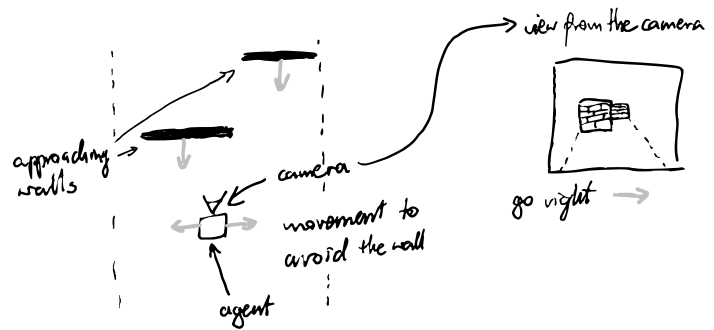 view from the camera
approaching
walls
camera
go right
movement to
avoid the wall
agent